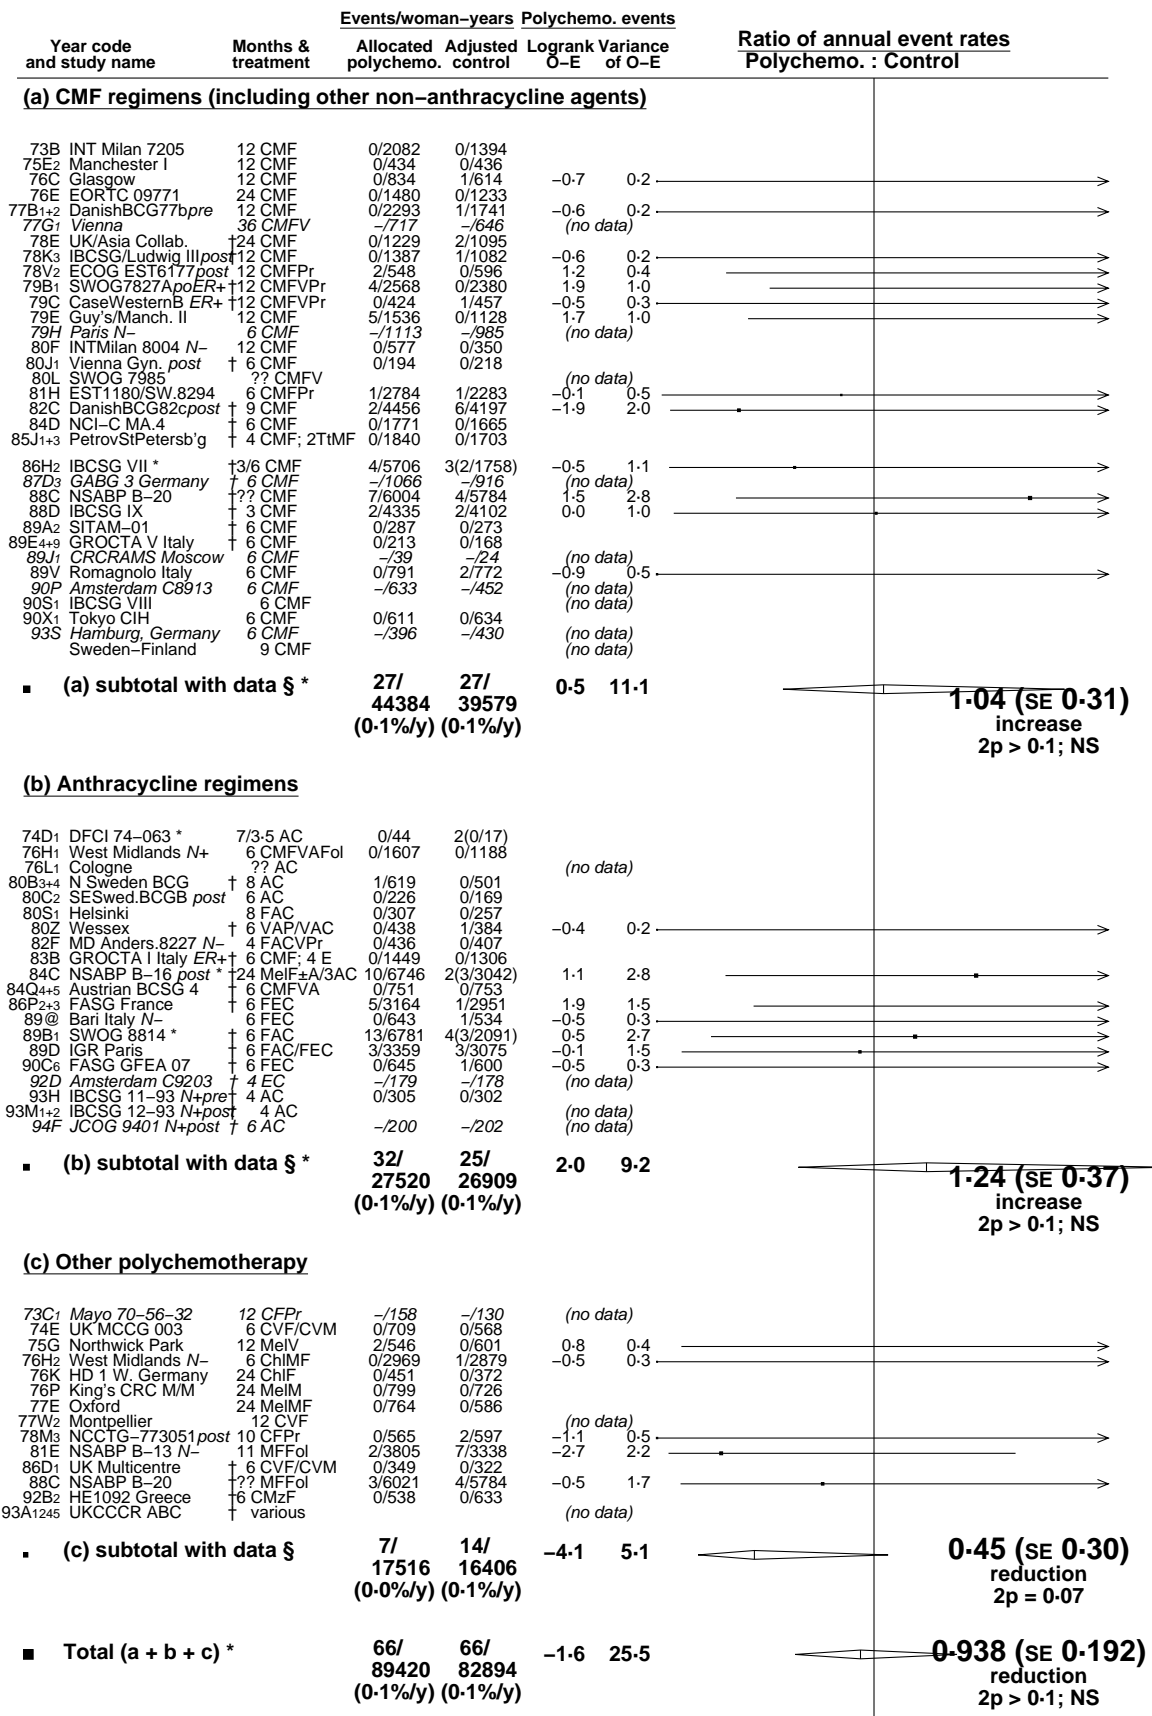 Events/woman–years Polychemo. events
Year code and study name Months & treatment Allocated polychemo. Adjusted control Logrank O–E Variance of O–E Ratio of annual event rates Polychemo. : Control
(a) CMF regimens (including other non–anthracycline agents)
73B INT Milan 7205 12 CMF 0/2082 0/1394
75E2 Manchester I 12 CMF 0/434 0/436
76C Glasgow 12 CMF 0/834 1/614 –0·7 0·2
76E EORTC 09771 24 CMF 0/1480 0/1233
77B1+2 DanishBCG77bpre 12 CMF 0/2293 1/1741 –0·6 0·2
77G1 Vienna 36 CMFV –/717 –/646 (no data)
78E UK/Asia Collab. †24 CMF 0/1229 2/1095
78K3 IBCSG/Ludwig IIIpost†12 CMF 0/1387 1/1082 –0·6 0·2
78V2 ECOG EST6177post 12 CMFPr 2/548 0/596 1·2 0·4
79B1 SWOG7827ApoER+†12 CMFVPr 4/2568 0/2380 1·9 1·0
79C CaseWesternB ER+ †12 CMFVPr 0/424 1/457 –0·5 0·3
79E Guy's/Manch. II 12 CMF 5/1536 0/1128 1·7 1·0
79H Paris N– 6 CMF –/1113 –/985 (no data)
80F INTMilan 8004 N– 12 CMF 0/577 0/350
80J1 Vienna Gyn. post † 6 CMF 0/194 0/218
80L SWOG 7985 ?? CMFV (no data)
81H EST1180/SW.8294 6 CMFPr 1/2784 1/2283 –0·1 0·5
82C DanishBCG82cpost † 9 CMF 2/4456 6/4197 –1·9 2·0
84D NCI–C MA.4 † 6 CMF 0/1771 0/1665
85J1+3 PetrovStPetersb'g † 4 CMF; 2TtMF 0/1840 0/1703
86H2 IBCSG VII * †3/6 CMF 4/5706 3(2/1758) –0·5 1·1
87D3 GABG 3 Germany † 6 CMF –/1066 –/916 (no data)
88C NSABP B–20 †?? CMF 7/6004 4/5784 1·5 2·8
88D IBCSG IX † 3 CMF 2/4335 2/4102 0·0 1·0
89A2 SITAM–01 † 6 CMF 0/287 0/273
89E4+9 GROCTA V Italy † 6 CMF 0/213 0/168
89J1 CRCRAMS Moscow 6 CMF –/39 –/24 (no data)
89V Romagnolo Italy 6 CMF 0/791 2/772 –0·9 0·5
90P Amsterdam C8913 6 CMF –/633 –/452 (no data)
90S1 IBCSG VIII 6 CMF (no data)
90X1 Tokyo CIH 6 CMF 0/611 0/634
93S Hamburg, Germany 6 CMF –/396 –/430 (no data)
Sweden–Finland 9 CMF (no data)
(a) subtotal with data § * 27/ 27/ 0·5 11·1
44384 39579 1·04 (SE 0·31)
(0·1%/y) (0·1%/y) increase
2p > 0·1; NS
(b) Anthracycline regimens
74D1 DFCI 74–063 * 7/3·5 AC 0/44 2(0/17)
76H1 West Midlands N+ 6 CMFVAFol 0/1607 0/1188
76L1 Cologne ?? AC (no data)
80B3+4 N Sweden BCG † 8 AC 1/619 0/501
80C2 SESwed.BCGB post 6 AC 0/226 0/169
80S1 Helsinki 8 FAC 0/307 0/257
80Z Wessex † 6 VAP/VAC 0/438 1/384 –0·4 0·2
82F MD Anders.8227 N– 4 FACVPr 0/436 0/407
83B GROCTA I Italy ER+† 6 CMF; 4 E 0/1449 0/1306
84C NSABP B–16 post * †24 MelF±A/3AC 10/6746 2(3/3042) 1·1 2·8
84Q4+5 Austrian BCSG 4 † 6 CMFVA 0/751 0/753
86P2+3 FASG France † 6 FEC 5/3164 1/2951 1·9 1·5
89@ Bari Italy N– 6 FEC 0/643 1/534 –0·5 0·3
89B1 SWOG 8814 * † 6 FAC 13/6781 4(3/2091) 0·5 2·7
89D IGR Paris † 6 FAC/FEC 3/3359 3/3075 –0·1 1·5
90C6 FASG GFEA 07 † 6 FEC 0/645 1/600 –0·5 0·3
92D Amsterdam C9203 † 4 EC –/179 –/178 (no data)
93H IBCSG 11–93 N+pre† 4 AC 0/305 0/302
93M1+2 IBCSG 12–93 N+post† 4 AC (no data)
94F JCOG 9401 N+post † 6 AC –/200 –/202 (no data)
(b) subtotal with data § * 32/ 25/ 2·0 9·2
27520 26909 1·24 (SE 0·37)
(0·1%/y) (0·1%/y) increase
2p > 0·1; NS
(c) Other polychemotherapy
73C1 Mayo 70–56–32 12 CFPr –/158 –/130 (no data)
74E UK MCCG 003 6 CVF/CVM 0/709 0/568
75G Northwick Park 12 MelV 2/546 0/601 0·8 0·4
76H2 West Midlands N– 6 ChlMF 0/2969 1/2879 –0·5 0·3
76K HD 1 W. Germany 24 ChlF 0/451 0/372
76P King's CRC M/M 24 MelM 0/799 0/726
77E Oxford 24 MelMF 0/764 0/586
77W2 Montpellier 12 CVF (no data)
78M3 NCCTG–773051post 10 CFPr 0/565 2/597 –1·1 0·5
81E NSABP B–13 N– 11 MFFol 2/3805 7/3338 –2·7 2·2
86D1 UK Multicentre † 6 CVF/CVM 0/349 0/322
88C NSABP B–20 †?? MFFol 3/6021 4/5784 –0·5 1·7
92B2 HE1092 Greece †6 CMzF 0/538 0/633
93A1245 UKCCCR ABC † various (no data)
(c) subtotal with data § 7/ 14/ –4·1 5·1 0·45 (SE 0·30)
17516 16406 reduction
(0·0%/y) (0·1%/y) 2p = 0·07
Total (a + b + c) * 66/ 66/ –1·6 25·5 0·938 (SE 0·192)
89420 82894 reduction
(0·1%/y) (0·1%/y) 2p > 0·1; NS